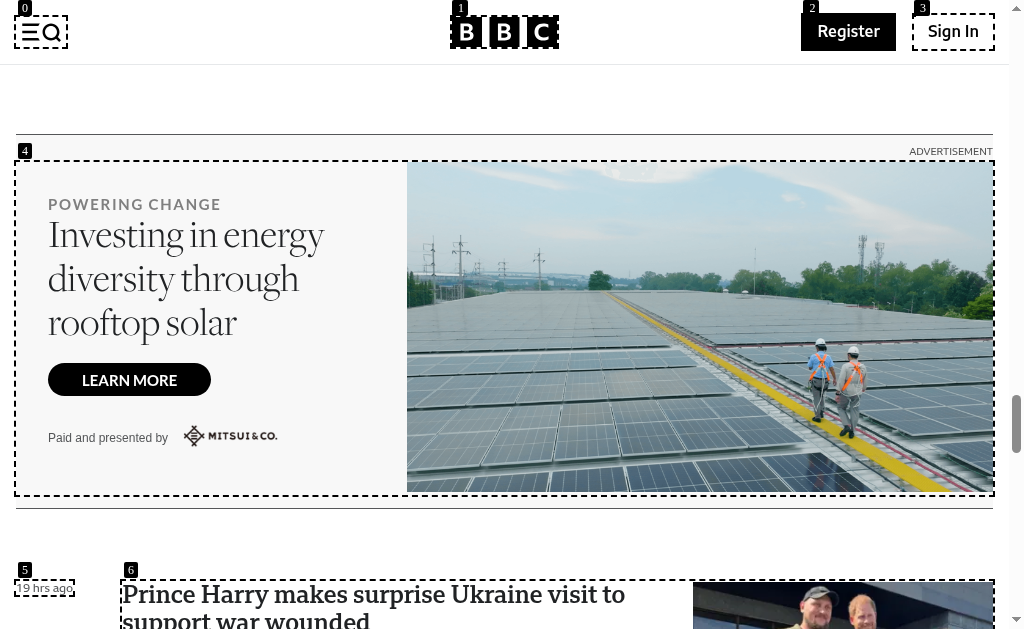 0
1
2
3
B B C
Register
Sign In
4
ADVERTISEMENT
POWERING CHANGE
Investing in energy
diversity through
rooftop solar
LEARN MORE
Paid and presented by
MITSUI & CO.
5
6
19 hrs ago
Prince Harry makes surprise Ukraine visit to
support war wounded